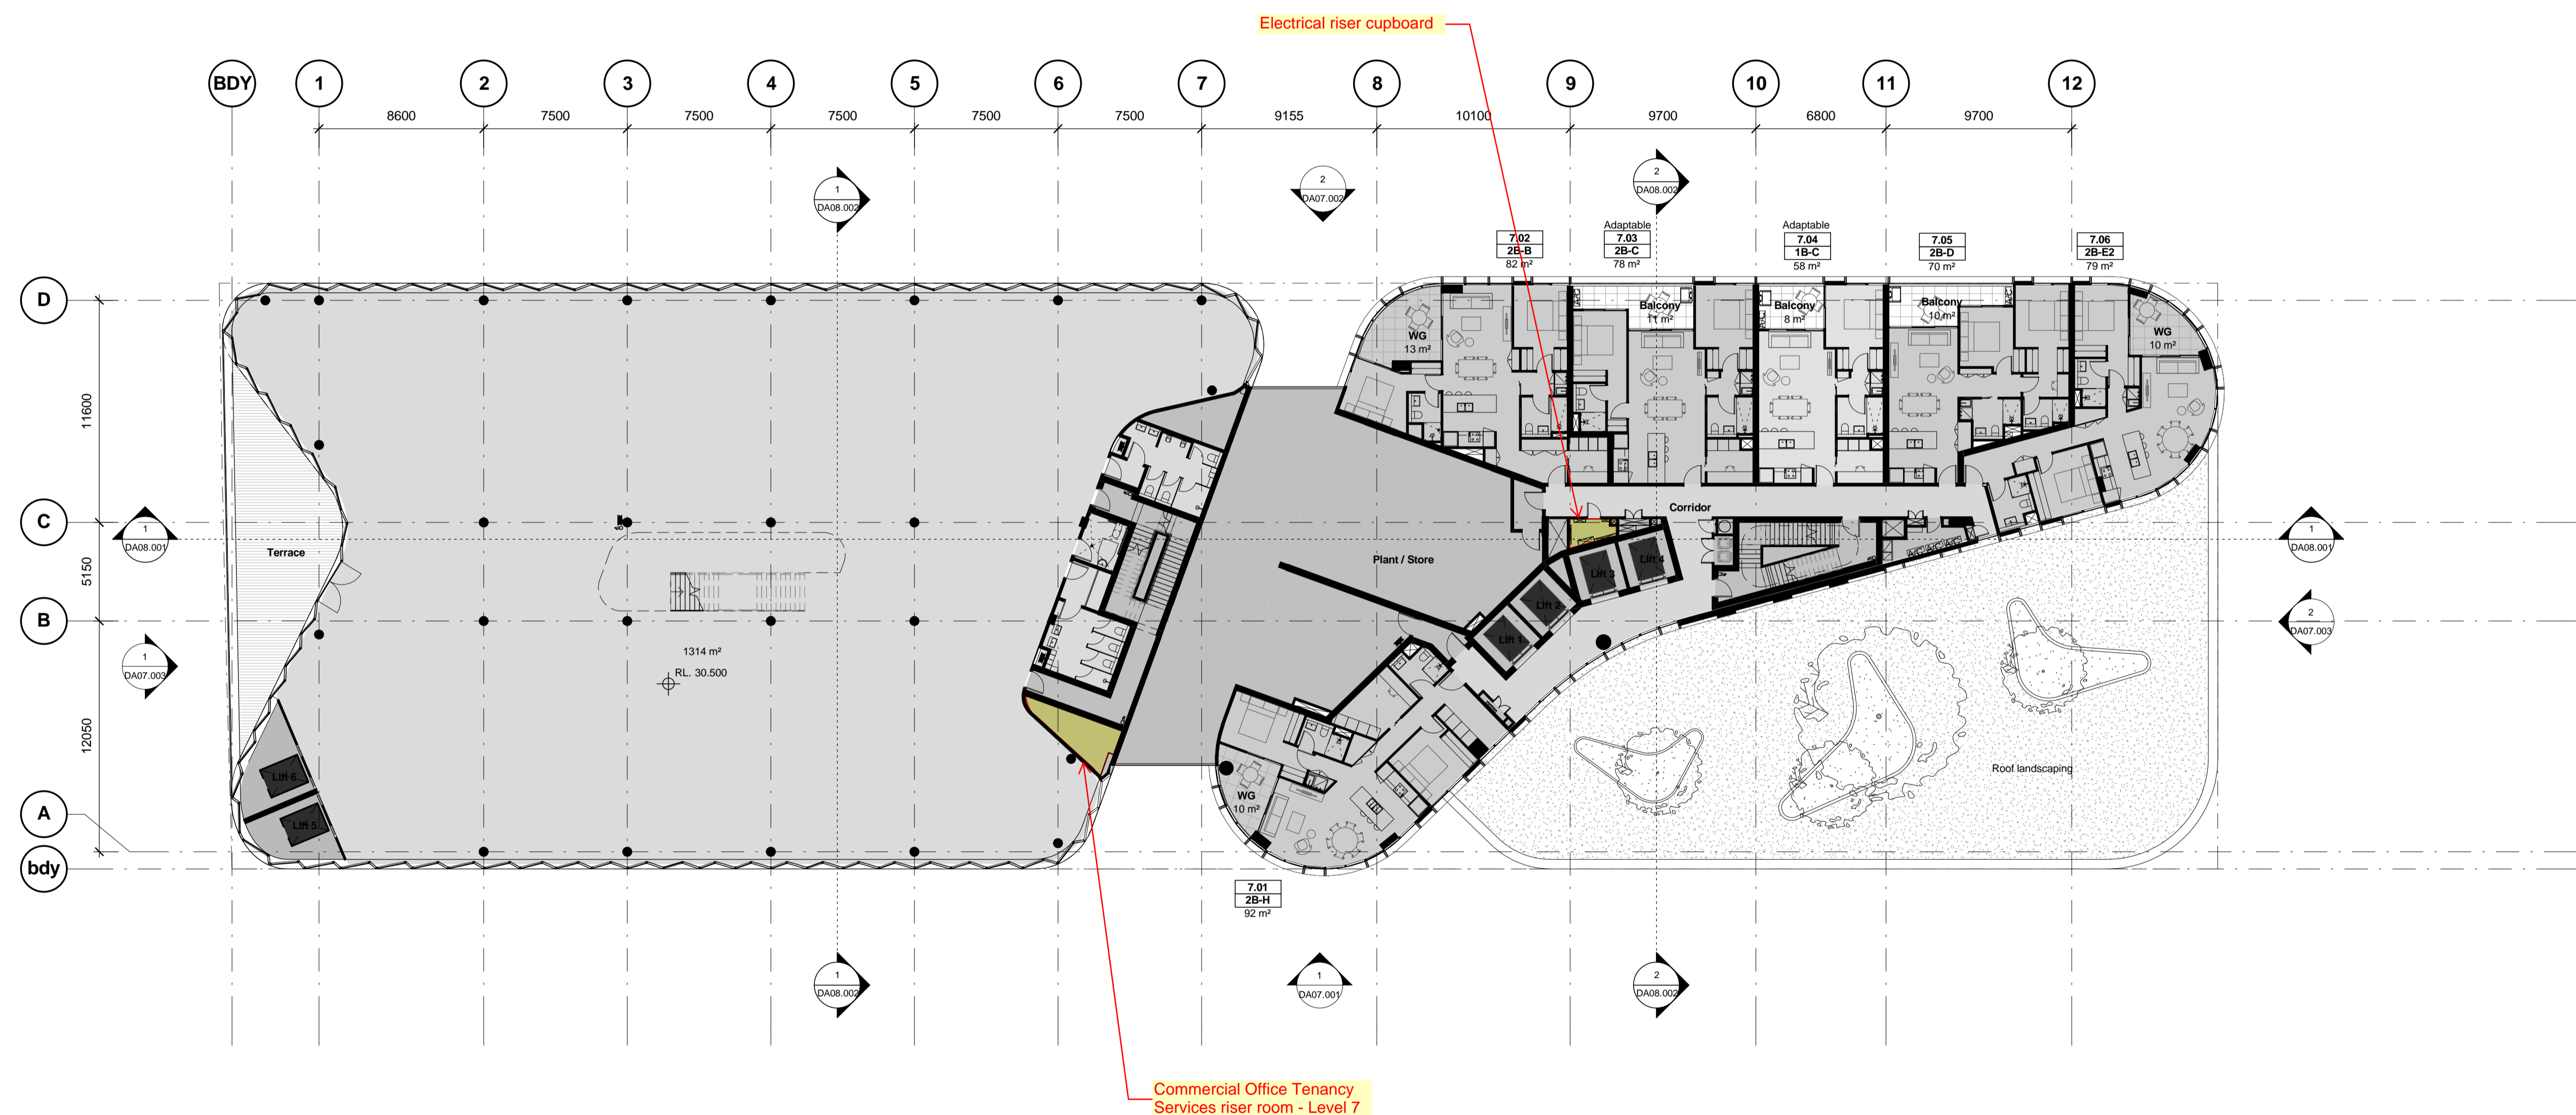 Electrical riser cupboard
BDY
1
2
3
4
5
6
7
8
9
10
11
12
8600
7500
7500
7500
7500
7500
9155
10100
9700
6800
9700
1
DA08.002
2
DA07.002
2
DA08.002
7.02
2B-B
82 m²
Adaptable
7.03
2B-C
78 m²
Adaptable
7.04
1B-C
58 m²
7.05
2B-D
70 m²
7.06
2B-E2
79 m²
D
C
B
A
bdy
11600
5150
12050
Balcony
11 m²
Balcony
8 m²
Balcony
10 m²
WG
13 m²
WG
10 m²
Corridor
1
DA08.001
Terrace
Plant / Store
1
DA08.001
Lift 4
Lift 3
Lift 2
Lift 1
1
DA07.003
2
DA07.003
1314 m²
RL. 30.500
Lift 6
Lift 5
WG
10 m²
Roof landscaping
7.01
2B-H
92 m²
1
DA08.002
1
DA07.001
2
DA08.002
Commercial Office Tenancy
Services riser room - Level 7